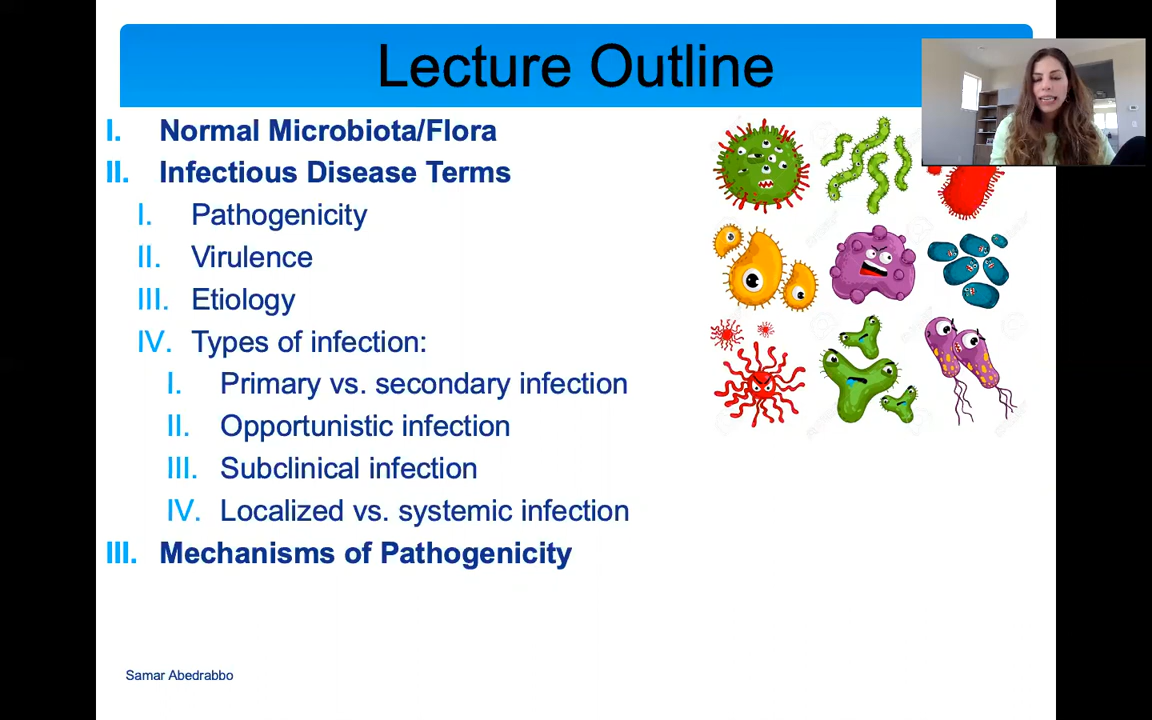 Lecture Outline
I. Normal Microbiota/Flora
II. Infectious Disease Terms
I. Pathogenicity
II. Virulence
III. Etiology
IV. Types of infection:
I. Primary vs. secondary infection
II. Opportunistic infection
III. Subclinical infection
IV. Localized vs. systemic infection
III. Mechanisms of Pathogenicity
Samar Abedrabbo